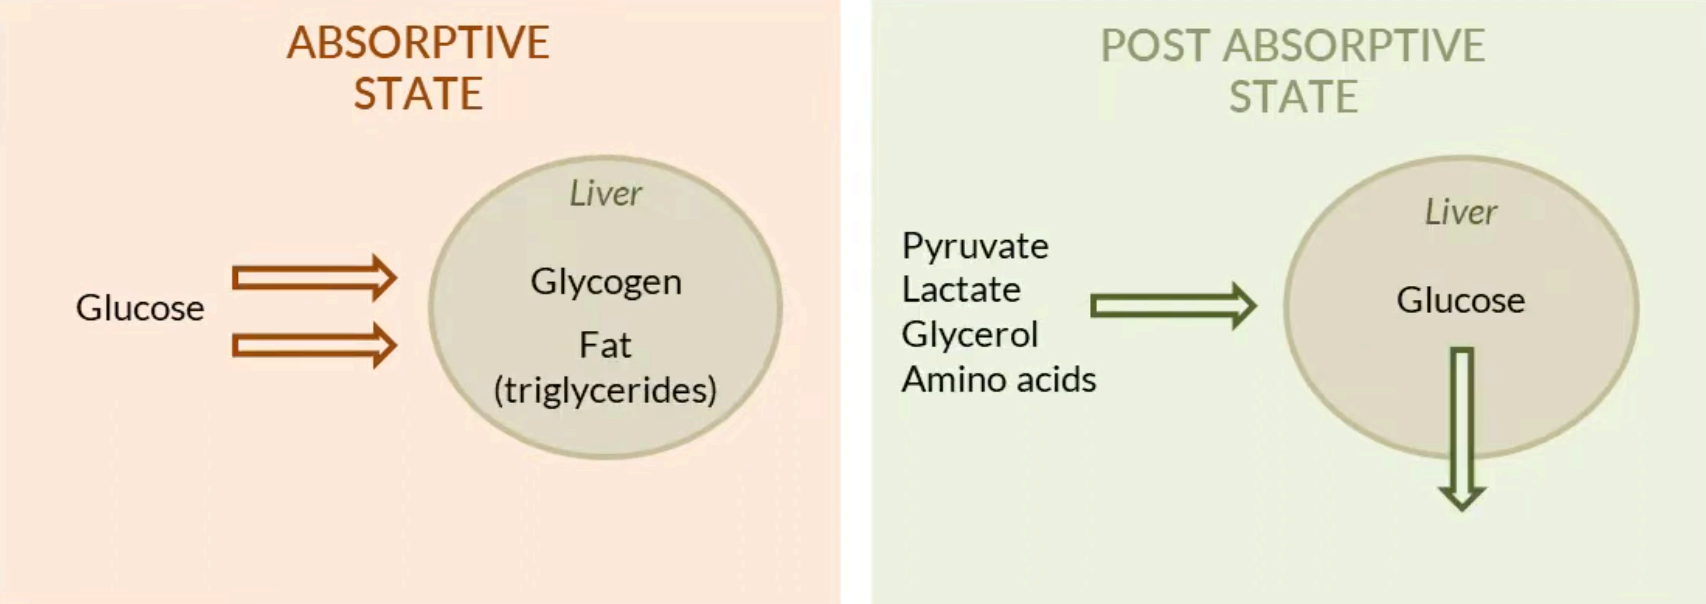 ABSORPTIVE
STATE
Glucose
Liver
Glycogen
Fat
(triglycerides)
POST ABSORPTIVE
STATE
Pyruvate
Lactate
Glycerol
Amino acids
Liver
Glucose